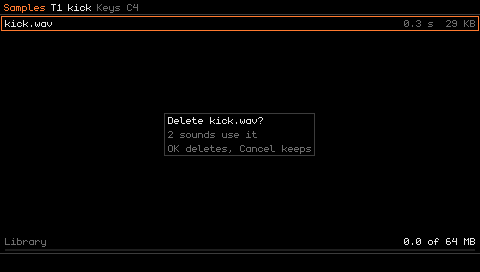 Samples T1 kick Keys C4
kick.wav 0.3 s 29 KB
Delete kick.wav?
2 sounds use it
OK deletes, Cancel keeps
Library 0.0 of 64 MB